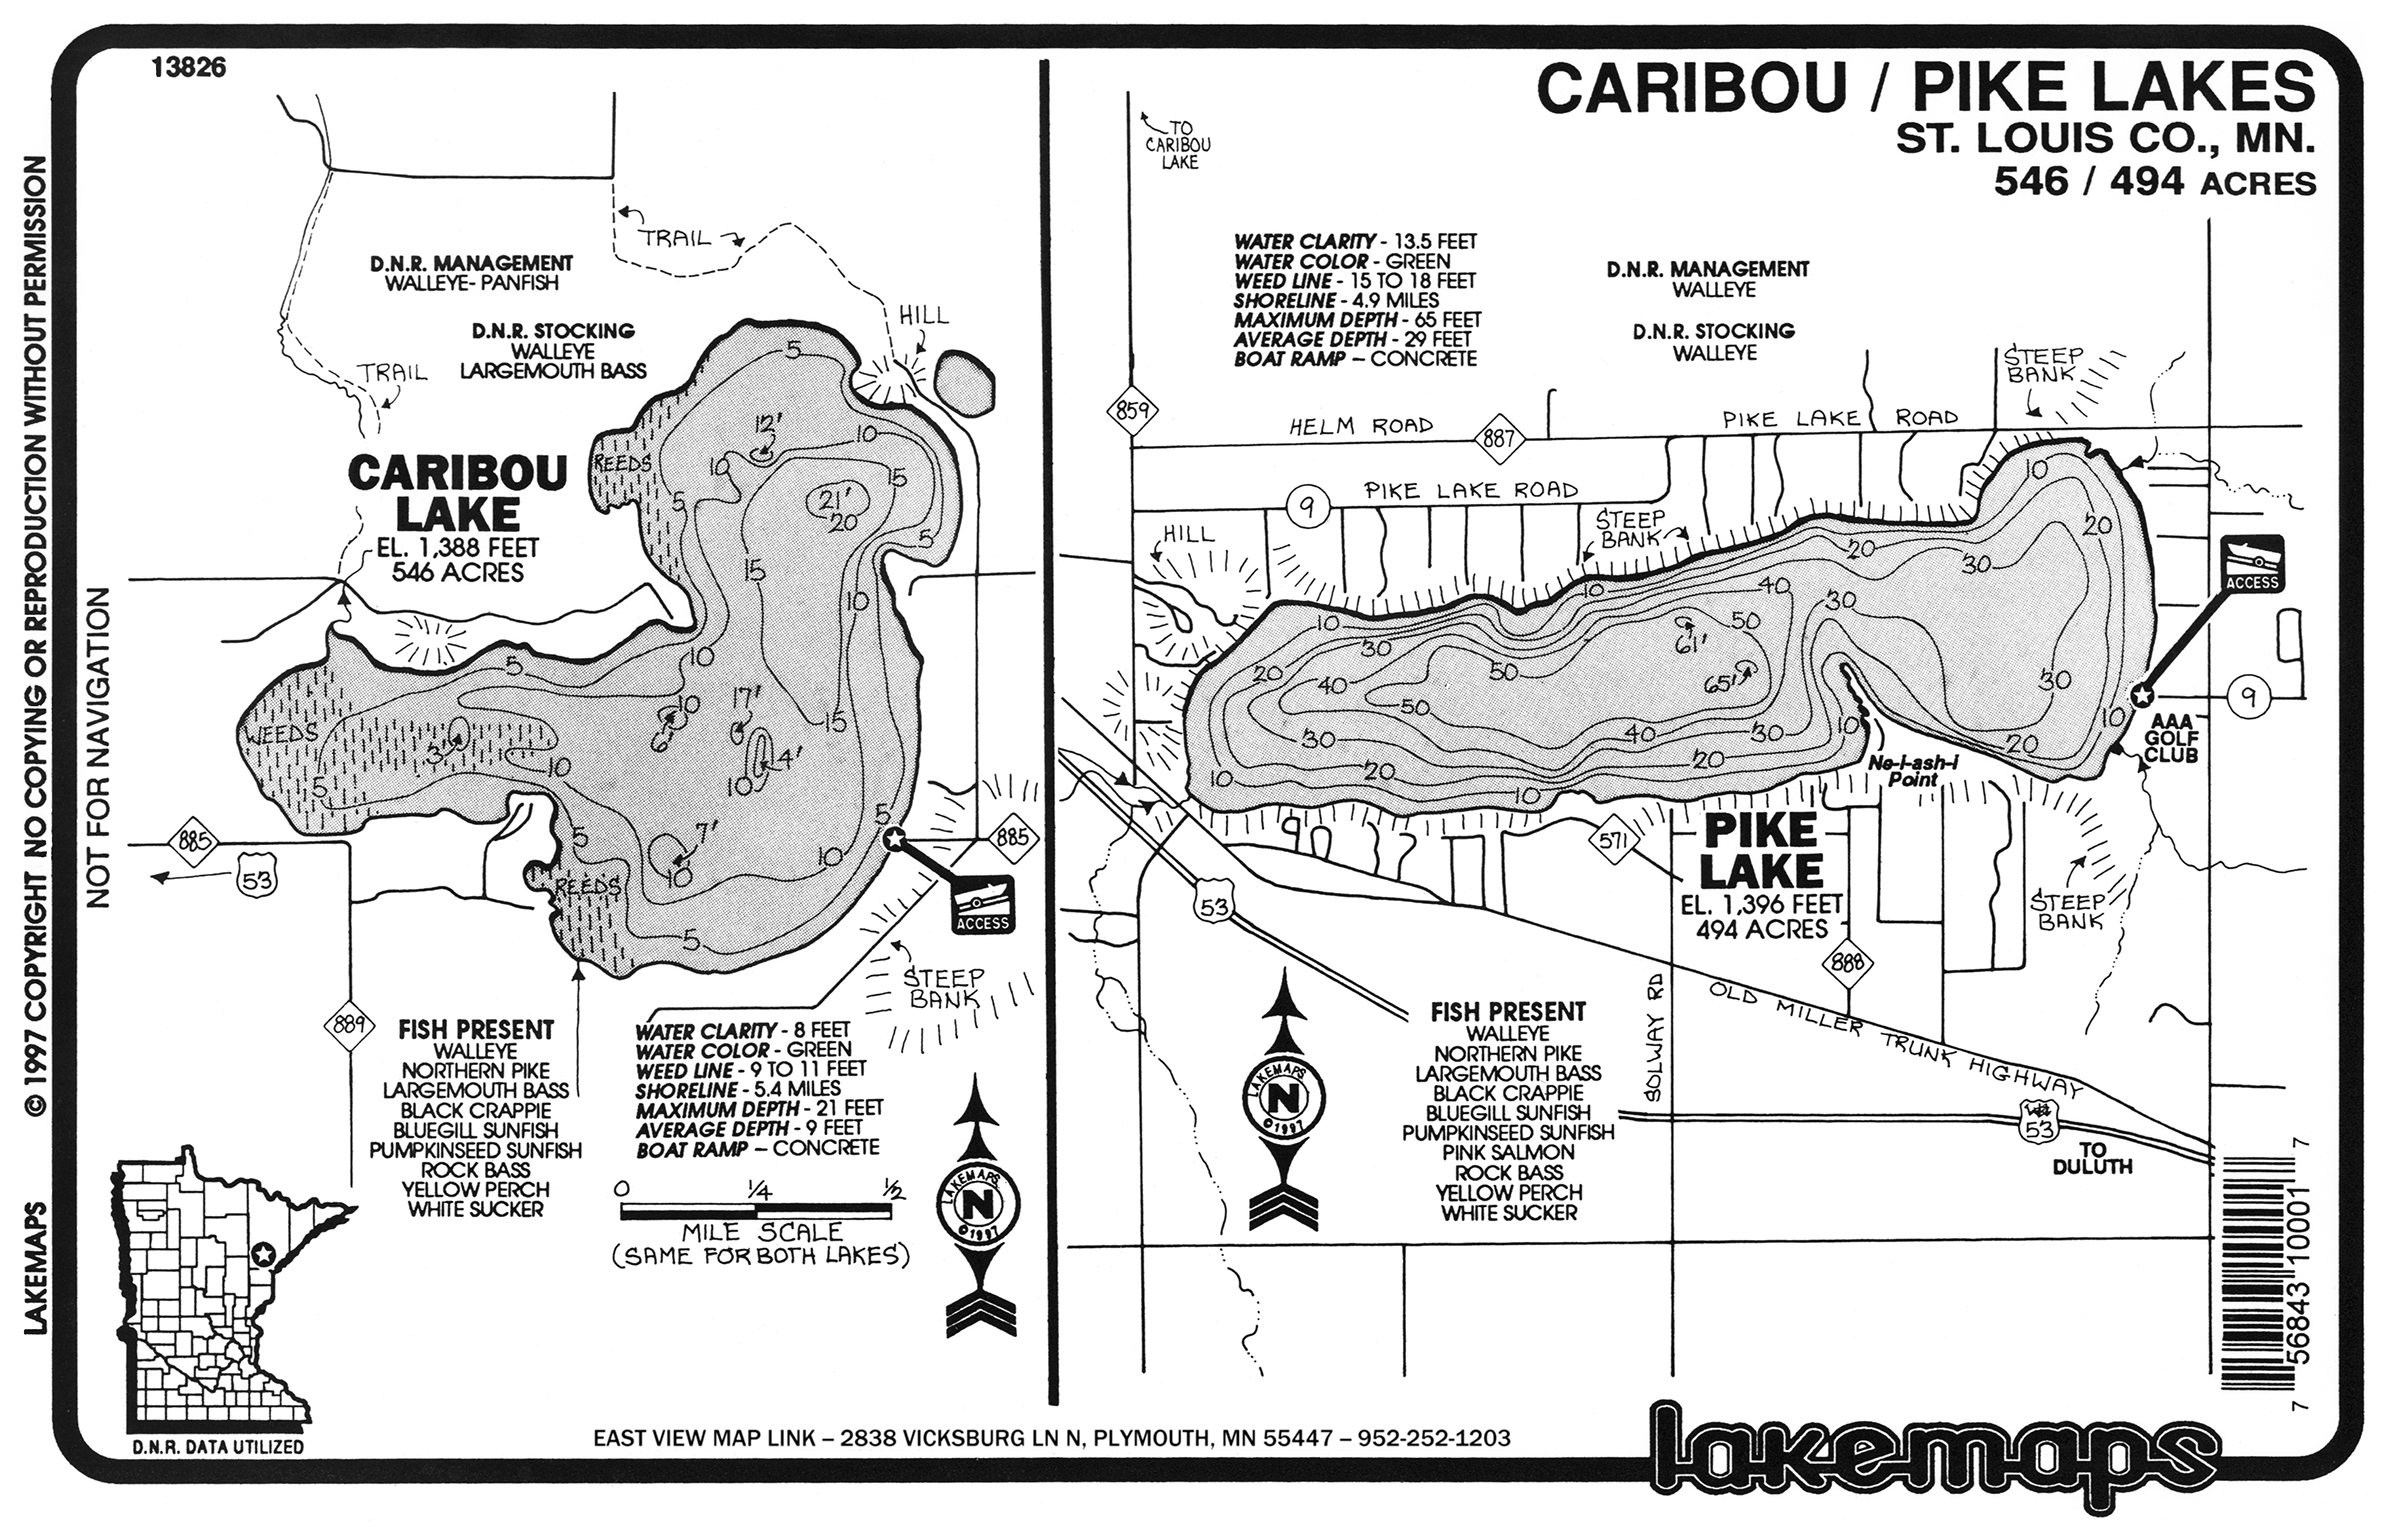 13826
CARIBOU / PIKE LAKES
ST. LOUIS CO., MN.
546 / 494 ACRES
© 1997 COPYRIGHT NO COPYING OR REPRODUCTION WITHOUT PERMISSION
LAKEMAPS
NOT FOR NAVIGATION
TRAIL
D.N.R. MANAGEMENT
WALLEYE- PANFISH
D.N.R. STOCKING
WALLEYE
LARGEMOUTH BASS
TRAIL
HILL
CARIBOU
LAKE
EL. 1,388 FEET
546 ACRES
5
12'
10
10
REEDS
15
5
21'
20
5
15
10
10
5
10
17'
15
WEEDS
3'
6'
10
14'
10
5
5
5
7'
10
10
REEDS
5
885
53
885
ACCESS
STEEP
BANK
889
FISH PRESENT
WALLEYE
NORTHERN PIKE
LARGEMOUTH BASS
BLACK CRAPPIE
BLUEGILL SUNFISH
PUMPKINSEED SUNFISH
ROCK BASS
YELLOW PERCH
WHITE SUCKER
WATER CLARITY - 8 FEET
WATER COLOR - GREEN
WEED LINE - 9 TO 11 FEET
SHORELINE - 5.4 MILES
MAXIMUM DEPTH - 21 FEET
AVERAGE DEPTH - 9 FEET
BOAT RAMP – CONCRETE
0 1/4 1/2
MILE SCALE
(SAME FOR BOTH LAKES)
LAKEMAPS
N
©1997
D.N.R. DATA UTILIZED
TO
CARIBOU
LAKE
WATER CLARITY - 13.5 FEET
WATER COLOR - GREEN
WEED LINE - 15 TO 18 FEET
SHORELINE - 4.9 MILES
MAXIMUM DEPTH - 65 FEET
AVERAGE DEPTH - 29 FEET
BOAT RAMP – CONCRETE
D.N.R. MANAGEMENT
WALLEYE
D.N.R. STOCKING
WALLEYE
STEEP
BANK
859
HELM ROAD
887
PIKE LAKE ROAD
9
PIKE LAKE ROAD
HILL
STEEP
BANK
10
20
20
30
10
40
30
10
50
30
61'
20
50
40
65'
30
50
10
10
30
40
30
20
20
20
10
10
ACCESS
9
AAA
GOLF
CLUB
Ne-i-ash-i
Point
571
PIKE
LAKE
EL. 1,396 FEET
494 ACRES
STEEP
BANK
53
888
SOLWAY RD
OLD MILLER TRUNK HIGHWAY
FISH PRESENT
WALLEYE
NORTHERN PIKE
LARGEMOUTH BASS
BLACK CRAPPIE
BLUEGILL SUNFISH
PUMPKINSEED SUNFISH
PINK SALMON
ROCK BASS
YELLOW PERCH
WHITE SUCKER
LAKEMAPS
N
©1997
53
TO
DULUTH
7 56843 10001 7
EAST VIEW MAP LINK – 2838 VICKSBURG LN N, PLYMOUTH, MN 55447 – 952-252-1203
lakemaps